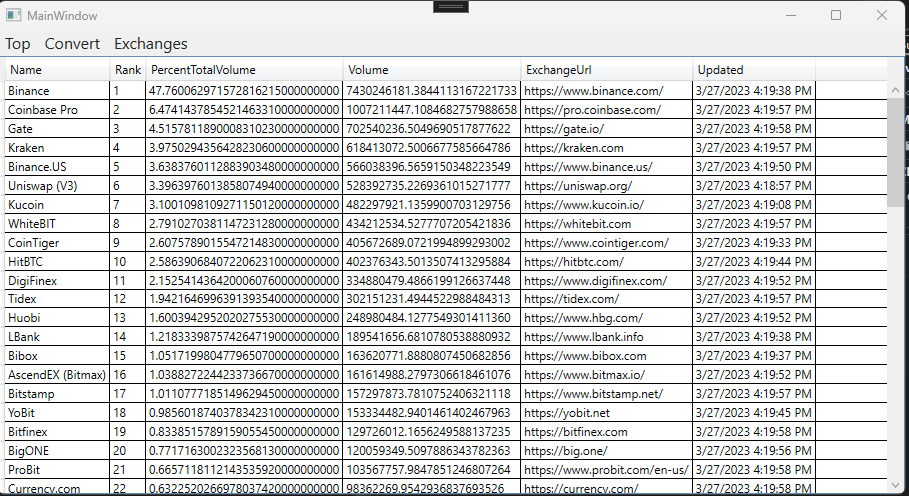 MainWindow
Top Convert Exchanges
Name Rank PercentTotalVolume Volume ExchangeUrl Updated
Binance 1 47.760062971572816215000000000 7430246181.3844113167221733 https://www.binance.com/ 3/27/2023 4:19:38 PM
Coinbase Pro 2 6.4741437854521463310000000000 1007211447.1084682757988658 https://pro.coinbase.com/ 3/27/2023 4:19:57 PM
Gate 3 4.5157811890008310230000000000 702540236.5049690517877622 https://gate.io/ 3/27/2023 4:19:58 PM
Kraken 4 3.9750294356428230600000000000 618413072.5006677585664786 https://kraken.com 3/27/2023 4:19:57 PM
Binance.US 5 3.6383760112883903480000000000 566038396.5659150348223549 https://www.binance.us/ 3/27/2023 4:19:58 PM
Uniswap (V3) 6 3.3963976013858074940000000000 528392735.2269361015271777 https://uniswap.org/ 3/27/2023 4:18:57 PM
Kucoin 7 3.1001098109271150120000000000 482297921.1359900703129756 https://www.kucoin.io/ 3/27/2023 4:19:08 PM
WhiteBIT 8 2.7910270381147231280000000000 434212534.5277707205421836 https://whitebit.com 3/27/2023 4:19:57 PM
CoinTiger 9 2.6075789015547214830000000000 405672689.0721994899293002 https://www.cointiger.com/ 3/27/2023 4:19:33 PM
HitBTC 10 2.5863906840722062310000000000 402376343.5013507413295884 https://hitbtc.com/ 3/27/2023 4:19:44 PM
DigiFinex 11 2.1525414364200060760000000000 334880479.4866199126637448 https://www.digifinex.com/ 3/27/2023 4:19:52 PM
Tidex 12 1.9421646996391393540000000000 302151231.4944522988484313 https://tidex.com/ 3/27/2023 4:19:57 PM
Huobi 13 1.6003942952020275530000000000 248980484.1277549301411360 https://www.hbg.com/ 3/27/2023 4:19:52 PM
LBank 14 1.2183339875742647190000000000 189541656.6810780538880932 https://www.lbank.info 3/27/2023 4:19:38 PM
Bibox 15 1.0517199804779650700000000000 163620771.8880807450682856 https://www.bibox.com 3/27/2023 4:19:37 PM
AscendEX (Bitmax) 16 1.0388272244233736670000000000 161614988.2797306618461076 https://www.bitmax.io/ 3/27/2023 4:19:52 PM
Bitstamp 17 1.0110777185149629450000000000 157297873.7810752406321118 https://www.bitstamp.net/ 3/27/2023 4:19:57 PM
YoBit 18 0.9856018740378342310000000000 153334482.9401461402467963 https://yobit.net 3/27/2023 4:19:45 PM
Bitfinex 19 0.8338515789159055450000000000 129726012.1656249588137235 https://bitfinex.com 3/27/2023 4:19:58 PM
BigONE 20 0.7717163002323568130000000000 120059349.5097886343782363 https://big.one/ 3/27/2023 4:19:56 PM
ProBit 21 0.6657118112143535920000000000 103567757.9847851246807264 https://www.probit.com/en-us/ 3/27/2023 4:19:58 PM
Currency.com 22 0.6322520266978037420000000000 98362269.9542936837693526 https://currency.com/ 3/27/2023 4:19:58 PM